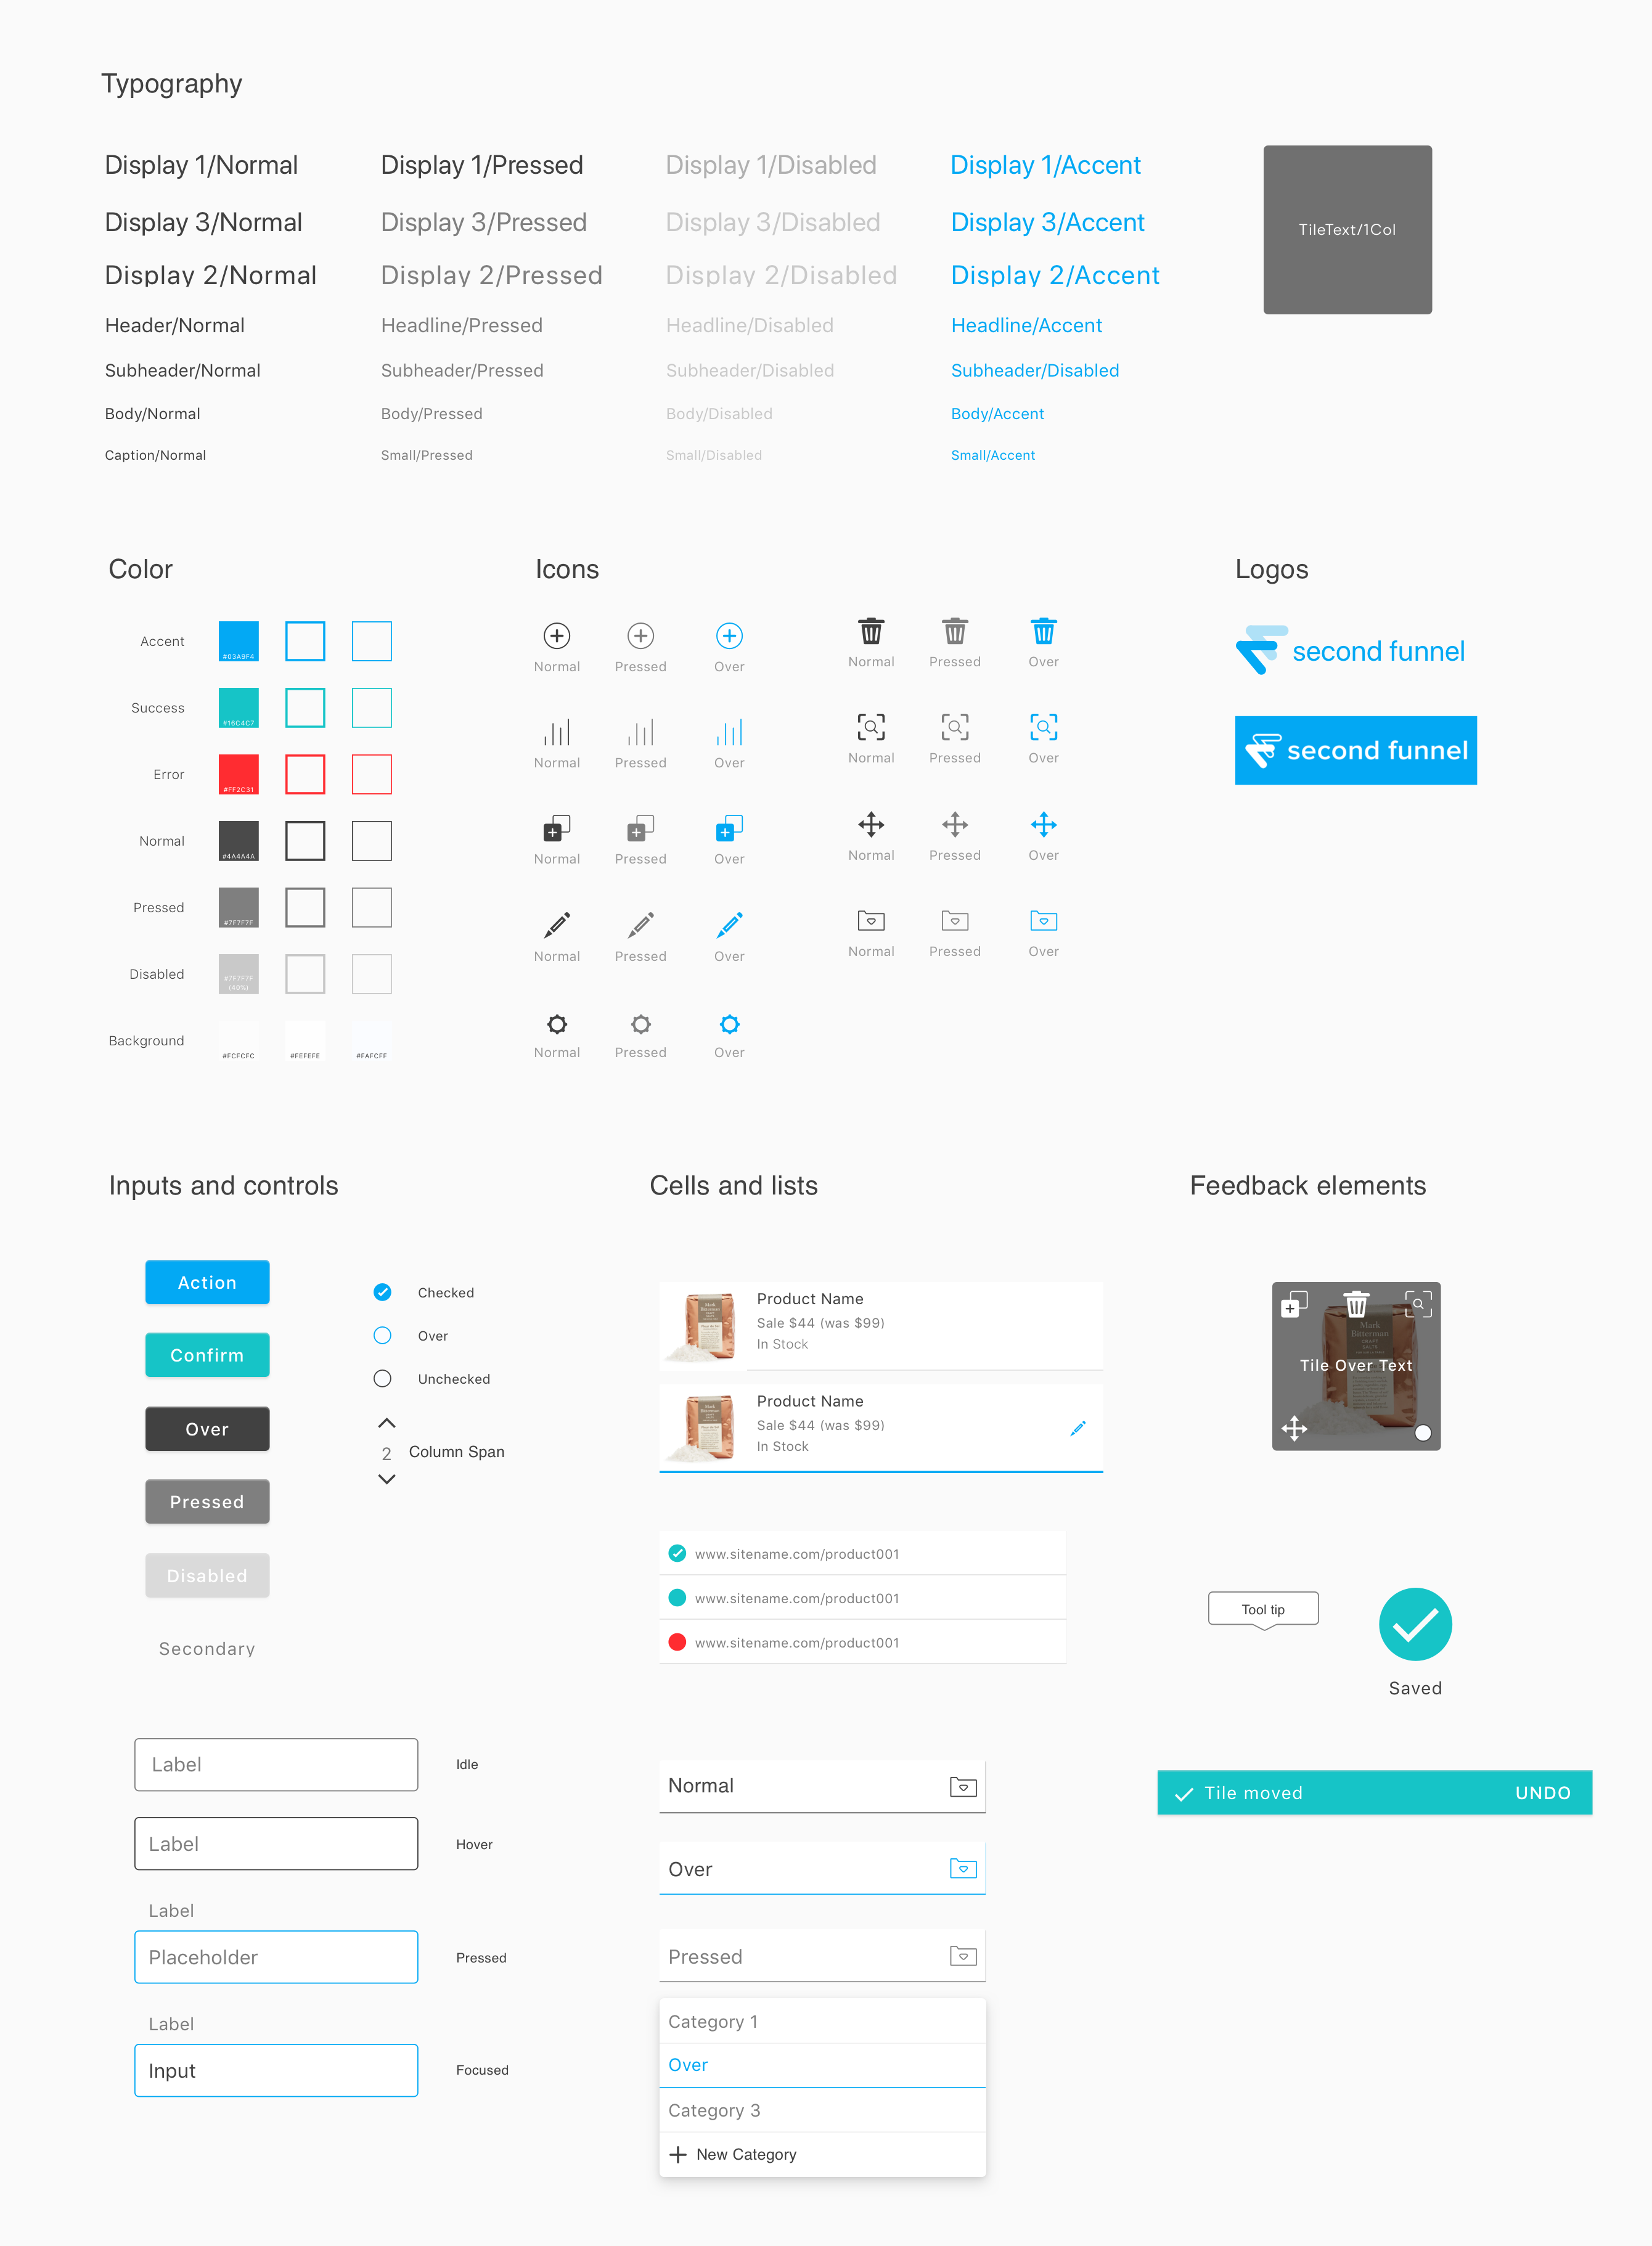 Typography
Display 1/Normal
Display 1/Pressed
Display 1/Disabled
Display 1/Accent
Display 3/Normal
Display 3/Pressed
Display 3/Disabled
Display 3/Accent
Display 2/Normal
Display 2/Pressed
Display 2/Disabled
Display 2/Accent
Header/Normal
Headline/Pressed
Headline/Disabled
Headline/Accent
Subheader/Normal
Subheader/Pressed
Subheader/Disabled
Subheader/Disabled
Body/Normal
Body/Pressed
Body/Disabled
Body/Accent
Caption/Normal
Small/Pressed
Small/Disabled
Small/Accent
TileText/1Col
Color
Accent
#03A9F4
Success
#16C4C7
Error
#FF2C31
Normal
#4A4A4A
Pressed
#7F7F7F
Disabled
#7F7F7F
(40%)
Background
#FCFCFC
#FEFEFE
#FAFCFF
Icons
Normal
Pressed
Over
Normal
Pressed
Over
Normal
Pressed
Over
Normal
Pressed
Over
Normal
Pressed
Over
Normal
Pressed
Over
Normal
Pressed
Over
Normal
Pressed
Over
Normal
Pressed
Over
Logos
second funnel
second funnel
Inputs and controls
Action
Confirm
Over
Pressed
Disabled
Secondary
Checked
Over
Unchecked
2
Column Span
Label
Idle
Label
Hover
Label
Placeholder
Pressed
Label
Input
Focused
Cells and lists
Mark
Bitterman
Product Name
Sale $44 (was $99)
In Stock
Mark
Bitterman
Product Name
Sale $44 (was $99)
In Stock
www.sitename.com/product001
www.sitename.com/product001
www.sitename.com/product001
Normal
Over
Pressed
Category 1
Over
Category 3
New Category
Feedback elements
Mark
Bitterman
CRAFT
SALTS
Tile Over Text
Tool tip
Saved
Tile moved
UNDO